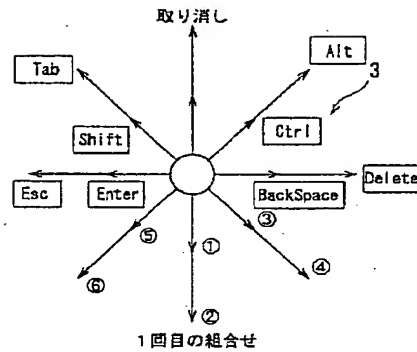 取り消し
Tab
Alt
3
Shift
Ctrl
Esc
Enter
BackSpace
Delete
⑤
①
③
⑥
②
④
1回目の組合せ